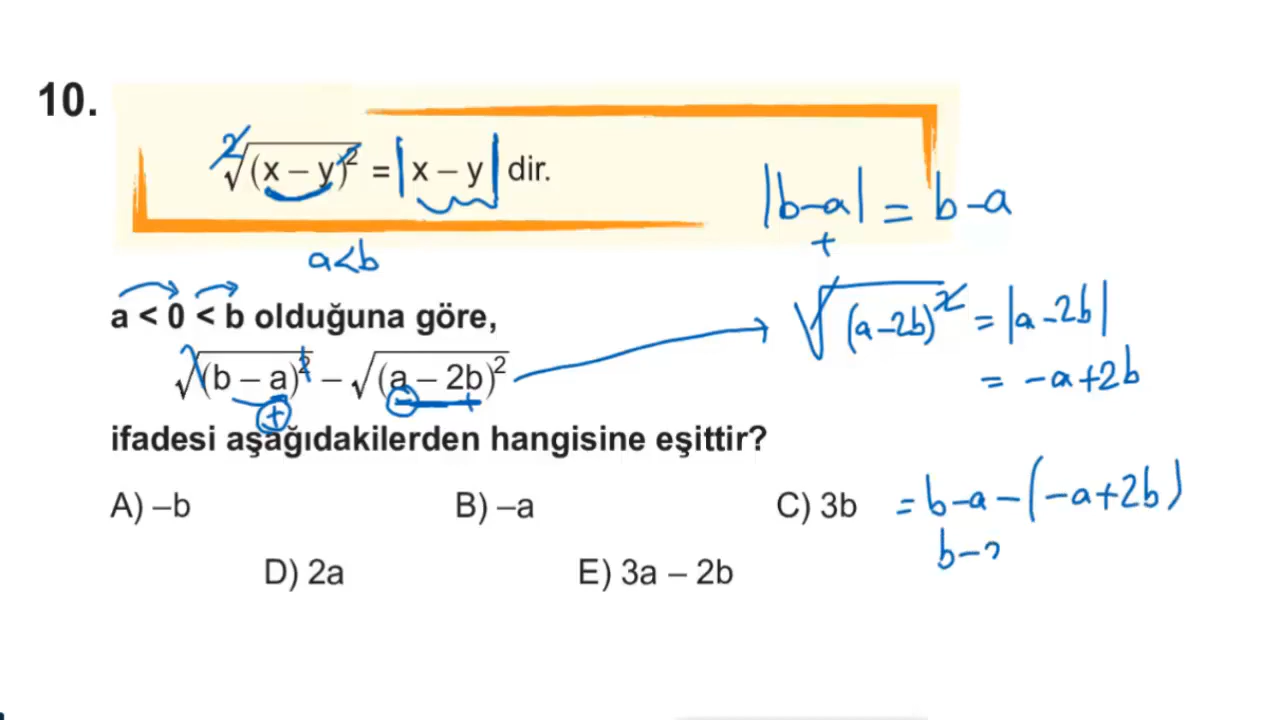 10.
√(x – y)² = |x – y| dir.
2
|b-a| = b-a
+
a<b
a < 0 < b olduğuna göre,
√(b – a)² – √(a – 2b)²
+
– +
√(a-2b)² = |a-2b|
= -a+2b
ifadesi aşağıdakilerden hangisine eşittir?
A) –b B) –a C) 3b
= b-a-(-a+2b)
b-
D) 2a E) 3a – 2b